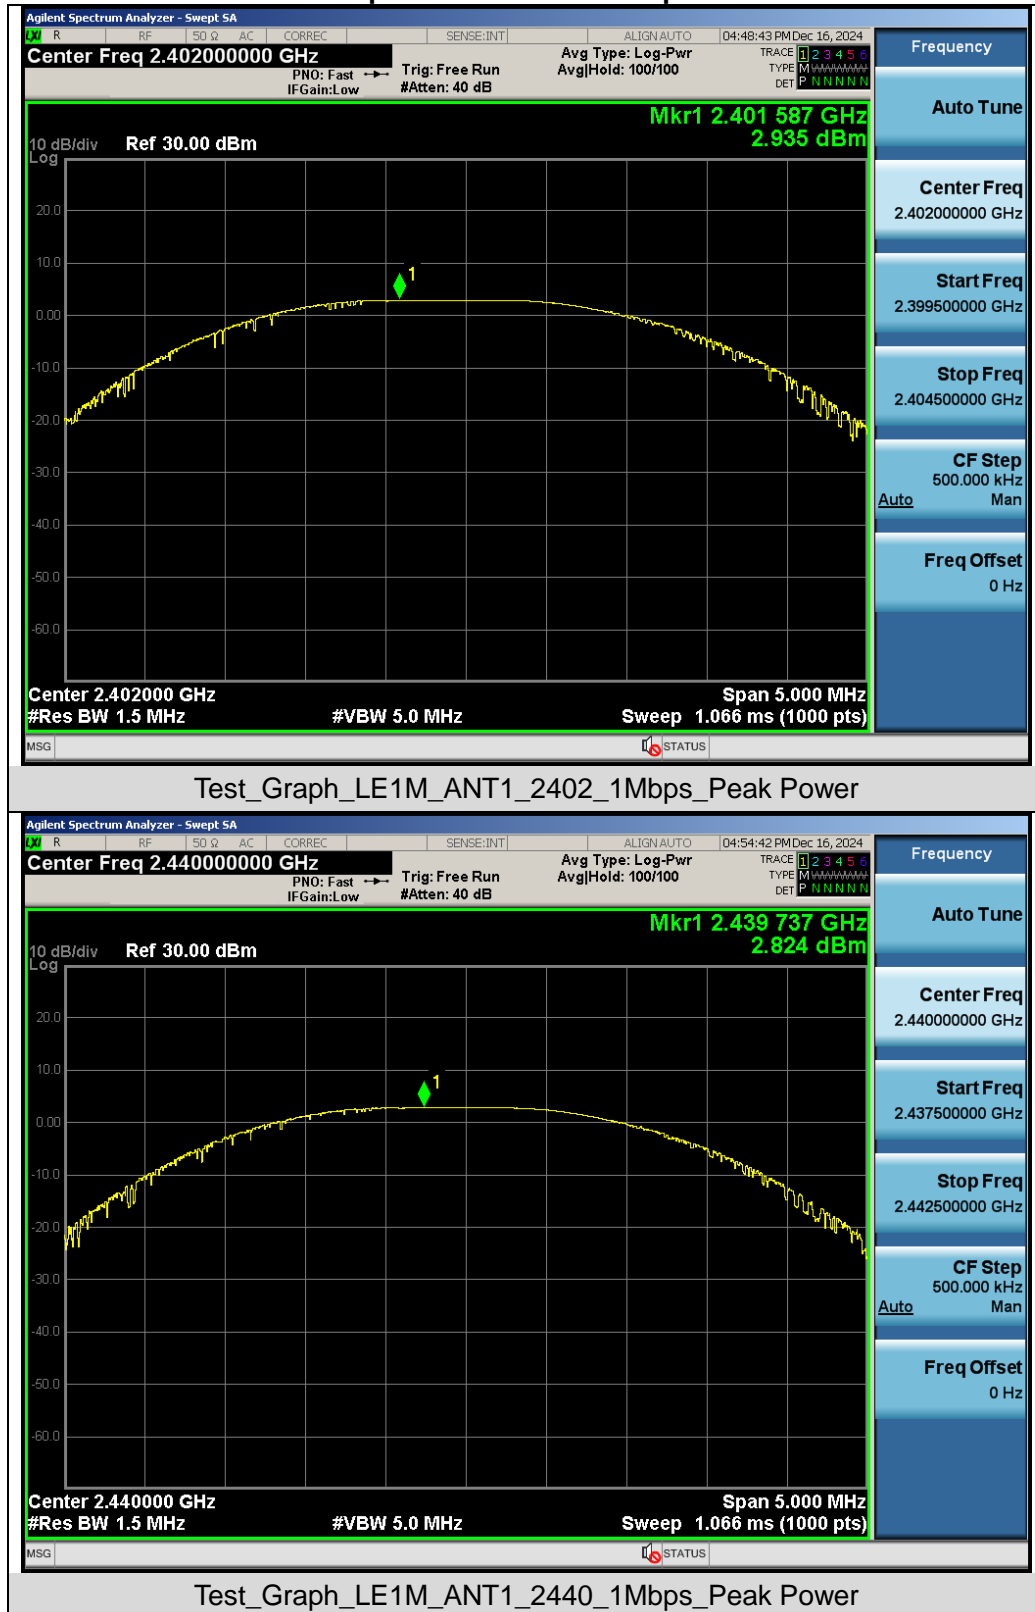 Agilent Spectrum Analyzer - Swept SA
LXI R RF 50 Ω AC CORREC SENSE:INT ALIGN AUTO 04:48:43 PM Dec 16, 2024
Center Freq 2.402000000 GHz
PNO: Fast
IFGain:Low
Trig: Free Run
#Atten: 40 dB
Avg Type: Log-Pwr
Avg|Hold: 100/100
TRACE 1 2 3 4 5 6
TYPE M
DET P N N N N N
Mkr1 2.401 587 GHz
2.935 dBm
10 dB/div Ref 30.00 dBm
Log
20.0
10.0
1
0.00
-10.0
-20.0
-30.0
-40.0
-50.0
-60.0
Center 2.402000 GHz Span 5.000 MHz
#Res BW 1.5 MHz #VBW 5.0 MHz Sweep 1.066 ms (1000 pts)
MSG STATUS
Frequency
Auto Tune
Center Freq
2.402000000 GHz
Start Freq
2.399500000 GHz
Stop Freq
2.404500000 GHz
CF Step
500.000 kHz
Auto Man
Freq Offset
0 Hz
Test_Graph_LE1M_ANT1_2402_1Mbps_Peak Power
Agilent Spectrum Analyzer - Swept SA
LXI R RF 50 Ω AC CORREC SENSE:INT ALIGN AUTO 04:54:42 PM Dec 16, 2024
Center Freq 2.440000000 GHz
PNO: Fast
IFGain:Low
Trig: Free Run
#Atten: 40 dB
Avg Type: Log-Pwr
Avg|Hold: 100/100
TRACE 1 2 3 4 5 6
TYPE M
DET P N N N N N
Mkr1 2.439 737 GHz
2.824 dBm
10 dB/div Ref 30.00 dBm
Log
20.0
10.0
1
0.00
-10.0
-20.0
-30.0
-40.0
-50.0
-60.0
Center 2.440000 GHz Span 5.000 MHz
#Res BW 1.5 MHz #VBW 5.0 MHz Sweep 1.066 ms (1000 pts)
MSG STATUS
Frequency
Auto Tune
Center Freq
2.440000000 GHz
Start Freq
2.437500000 GHz
Stop Freq
2.442500000 GHz
CF Step
500.000 kHz
Auto Man
Freq Offset
0 Hz
Test_Graph_LE1M_ANT1_2440_1Mbps_Peak Power